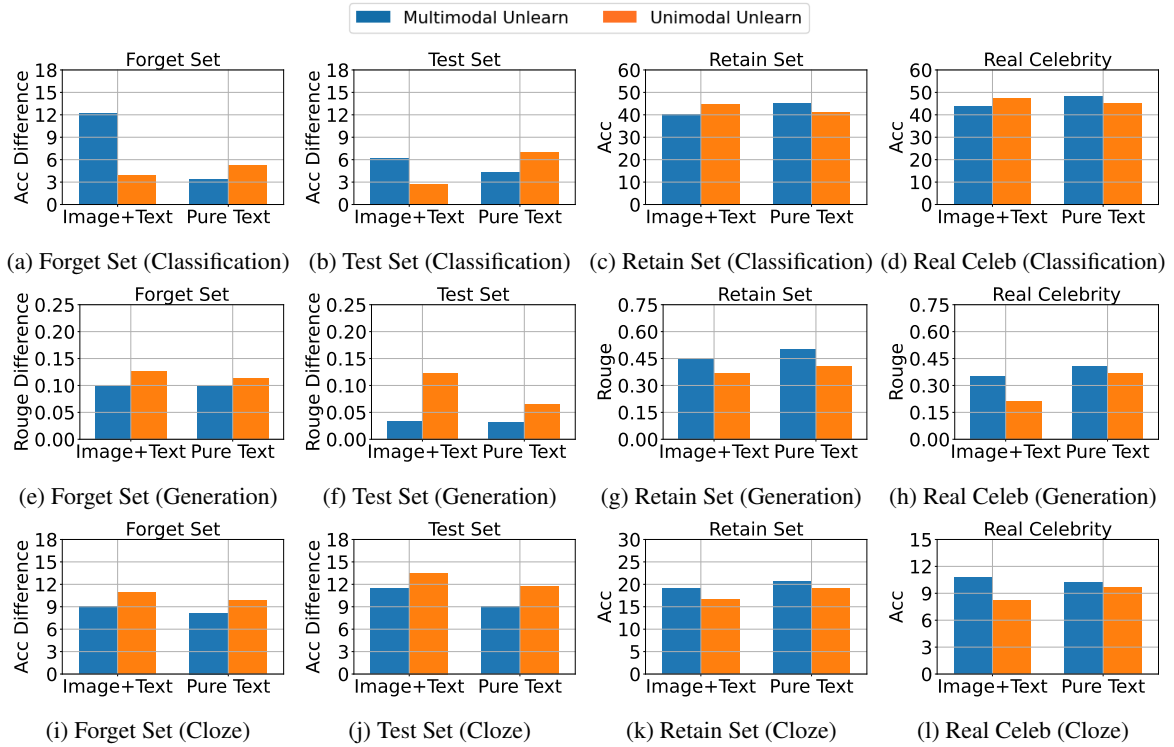 Multimodal Unlearn Unimodal Unlearn
Forget Set
Acc Difference
18
15
12
9
6
3
0
Image+Text Pure Text
(a) Forget Set (Classification)
Test Set
Acc Difference
18
15
12
9
6
3
0
Image+Text Pure Text
(b) Test Set (Classification)
Retain Set
Acc
60
50
40
30
20
10
0
Image+Text Pure Text
(c) Retain Set (Classification)
Real Celebrity
Acc
60
50
40
30
20
10
0
Image+Text Pure Text
(d) Real Celeb (Classification)
Forget Set
Rouge Difference
0.25
0.20
0.15
0.10
0.05
0.00
Image+Text Pure Text
(e) Forget Set (Generation)
Test Set
Rouge Difference
0.25
0.20
0.15
0.10
0.05
0.00
Image+Text Pure Text
(f) Test Set (Generation)
Retain Set
Rouge
0.75
0.60
0.45
0.30
0.15
0.00
Image+Text Pure Text
(g) Retain Set (Generation)
Real Celebrity
Rouge
0.75
0.60
0.45
0.30
0.15
0.00
Image+Text Pure Text
(h) Real Celeb (Generation)
Forget Set
Acc Difference
18
15
12
9
6
3
0
Image+Text Pure Text
(i) Forget Set (Cloze)
Test Set
Acc Difference
18
15
12
9
6
3
0
Image+Text Pure Text
(j) Test Set (Cloze)
Retain Set
Acc
30
25
20
15
10
5
0
Image+Text Pure Text
(k) Retain Set (Cloze)
Real Celebrity
Acc
15
12
9
6
3
0
Image+Text Pure Text
(l) Real Celeb (Cloze)